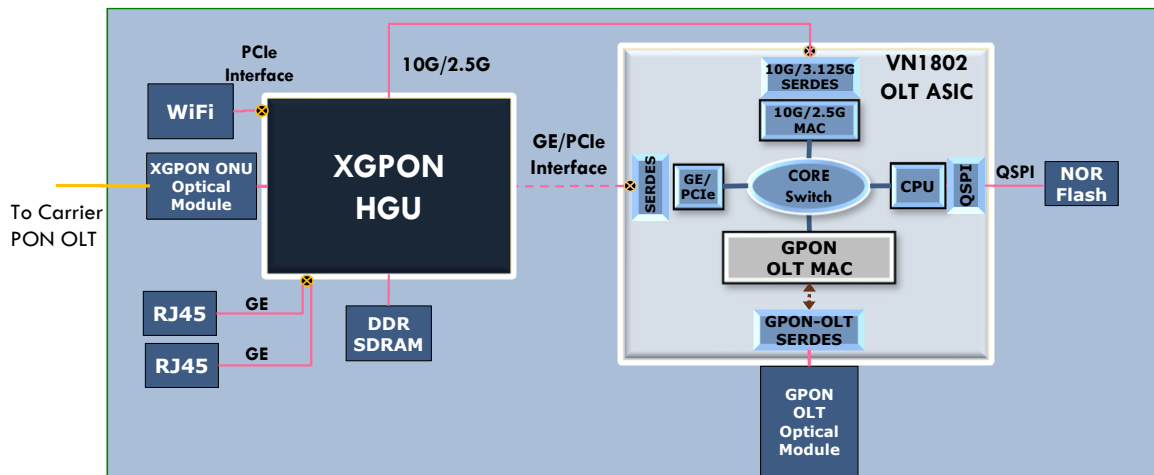 PCIe
Interface
10G/2.5G
WiFi
XGPON ONU
Optical
Module
To Carrier
PON OLT
XGPON
HGU
RJ45
GE
RJ45
GE
DDR
SDRAM
GE/PCIe
Interface
VN1802
OLT ASIC
10G/3.125G
SERDES
10G/2.5G
MAC
SERDES
GE/
PCIe
CORE
Switch
CPU
QSPI
QSPI
NOR
Flash
GPON
OLT MAC
GPON-OLT
SERDES
GPON
OLT
Optical
Module